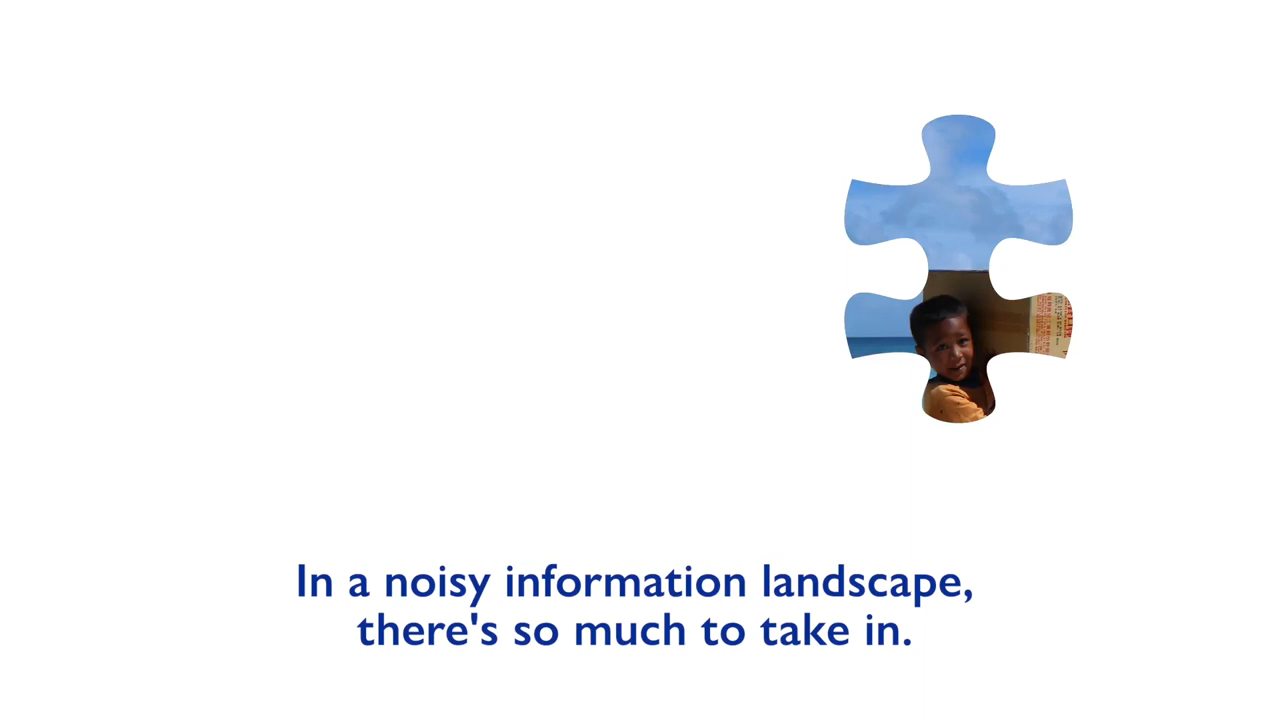 In a noisy information landscape,
there's so much to take in.